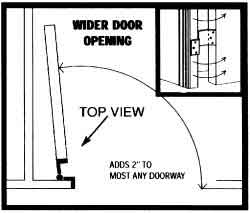 WIDER DOOR
OPENING
TOP VIEW
ADDS 2" TO
MOST ANY DOORWAY